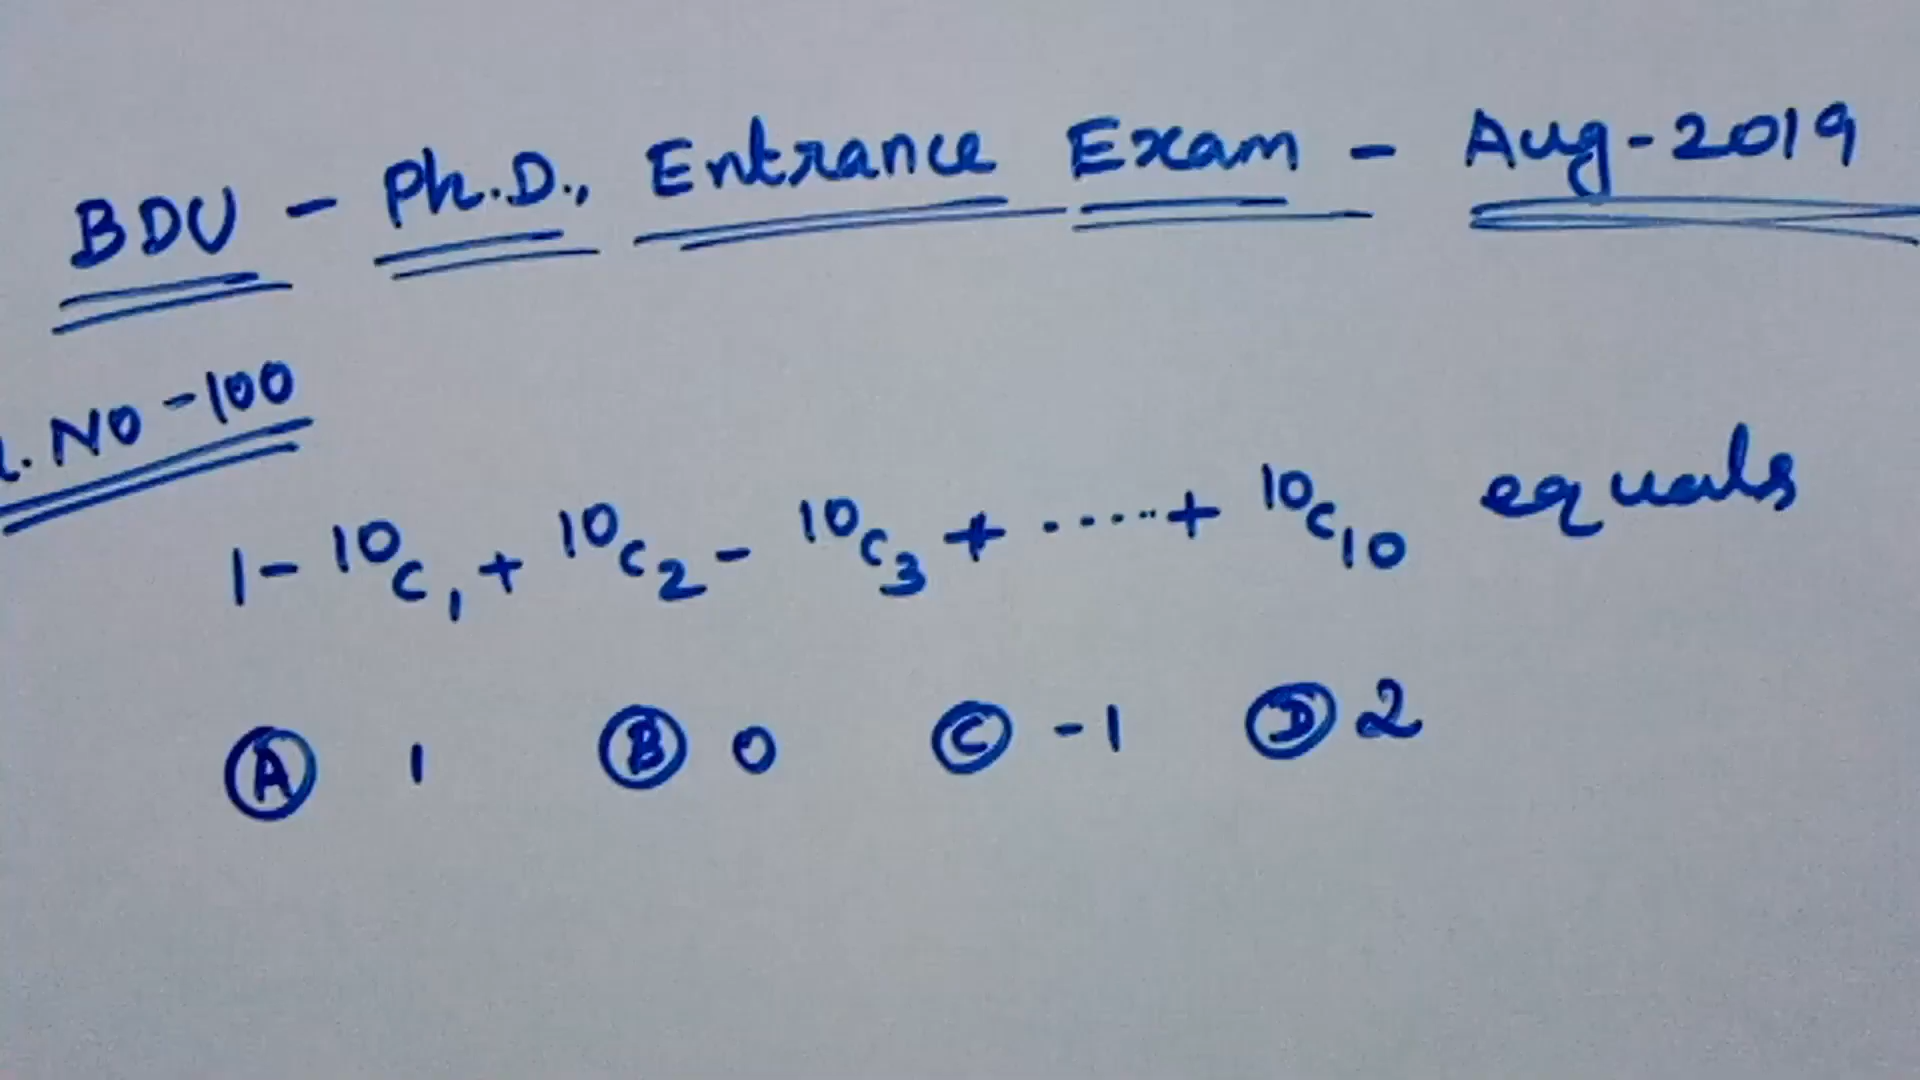 BDU - Ph.D., Entrance Exam - Aug-2019
. NO - 100
1 - ¹⁰C₁ + ¹⁰C₂ - ¹⁰C₃ + ..... + ¹⁰C₁₀ equals
Ⓐ 1 Ⓑ 0 Ⓒ -1 Ⓓ 2